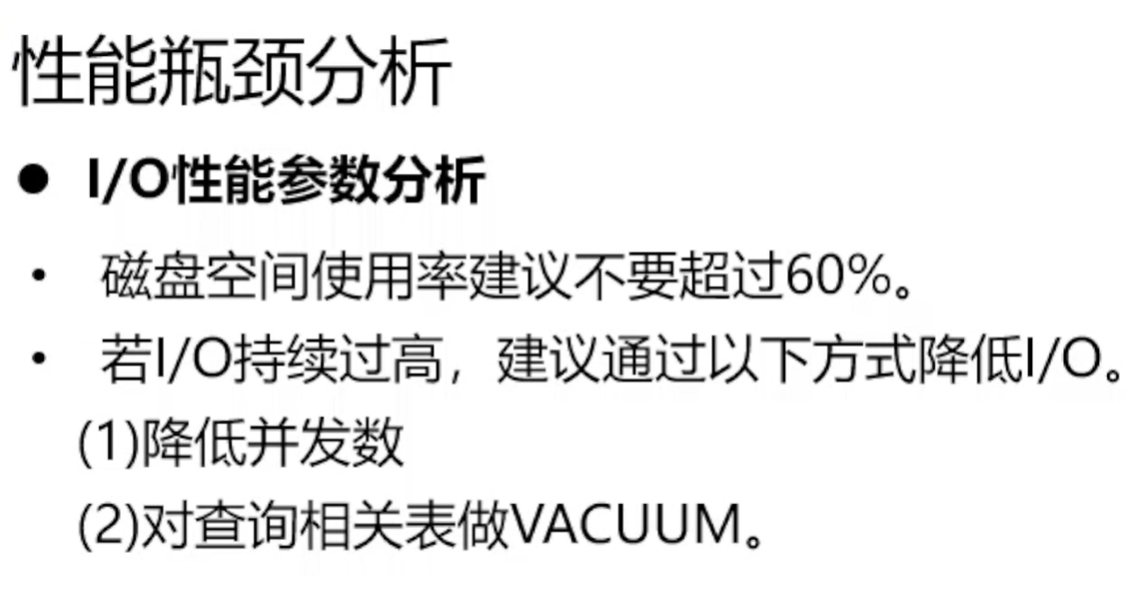 性能瓶颈分析
● I/O性能参数分析
• 磁盘空间使用率建议不要超过60%。
• 若I/O持续过高，建议通过以下方式降低I/O。
(1)降低并发数
(2)对查询相关表做VACUUM。